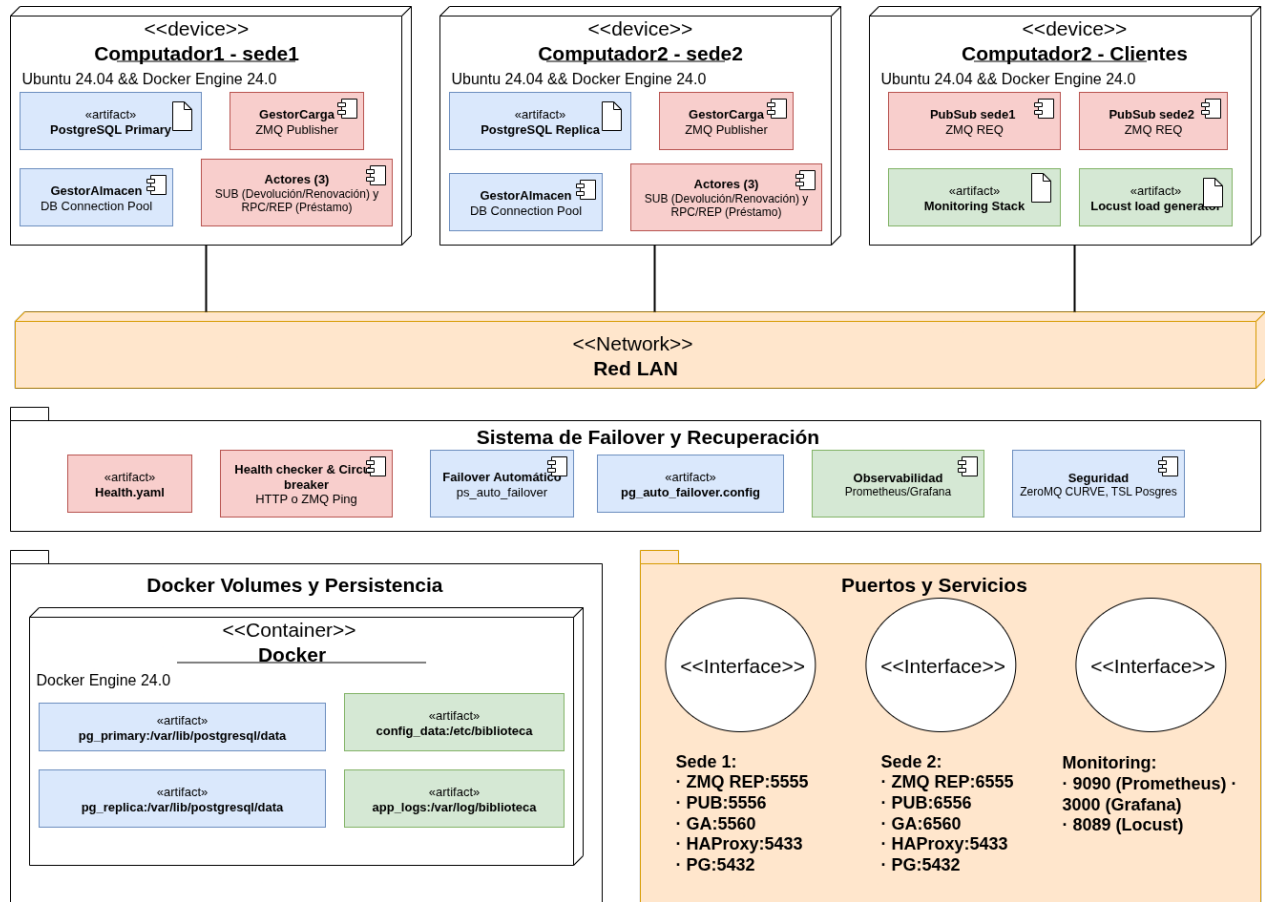 <<device>>
Computador1 - sede1
Ubuntu 24.04 && Docker Engine 24.0
«artifact»
PostgreSQL Primary
GestorCarga
ZMQ Publisher
GestorAlmacen
DB Connection Pool
Actores (3)
SUB (Devolución/Renovación) y
RPC/REP (Préstamo)
<<device>>
Computador2 - sede2
Ubuntu 24.04 && Docker Engine 24.0
«artifact»
PostgreSQL Replica
GestorCarga
ZMQ Publisher
GestorAlmacen
DB Connection Pool
Actores (3)
SUB (Devolución/Renovación) y
RPC/REP (Préstamo)
<<device>>
Computador2 - Clientes
Ubuntu 24.04 && Docker Engine 24.0
PubSub sede1
ZMQ REQ
PubSub sede2
ZMQ REQ
«artifact»
Monitoring Stack
«artifact»
Locust load generator
<<Network>>
Red LAN
Sistema de Failover y Recuperación
«artifact»
Health.yaml
Health checker & Circu
breaker
HTTP o ZMQ Ping
Failover Automático
ps_auto_failover
«artifact»
pg_auto_failover.config
Observabilidad
Prometheus/Grafana
Seguridad
ZeroMQ CURVE, TSL Posgres
Docker Volumes y Persistencia
<<Container>>
Docker
Docker Engine 24.0
«artifact»
pg_primary:/var/lib/postgresql/data
«artifact»
config_data:/etc/biblioteca
«artifact»
pg_replica:/var/lib/postgresql/data
«artifact»
app_logs:/var/log/biblioteca
Puertos y Servicios
<<Interface>>
<<Interface>>
<<Interface>>
Sede 1:
· ZMQ REP:5555
· PUB:5556
· GA:5560
· HAProxy:5433
· PG:5432
Sede 2:
· ZMQ REP:6555
· PUB:6556
· GA:6560
· HAProxy:5433
· PG:5432
Monitoring:
· 9090 (Prometheus) ·
3000 (Grafana)
· 8089 (Locust)